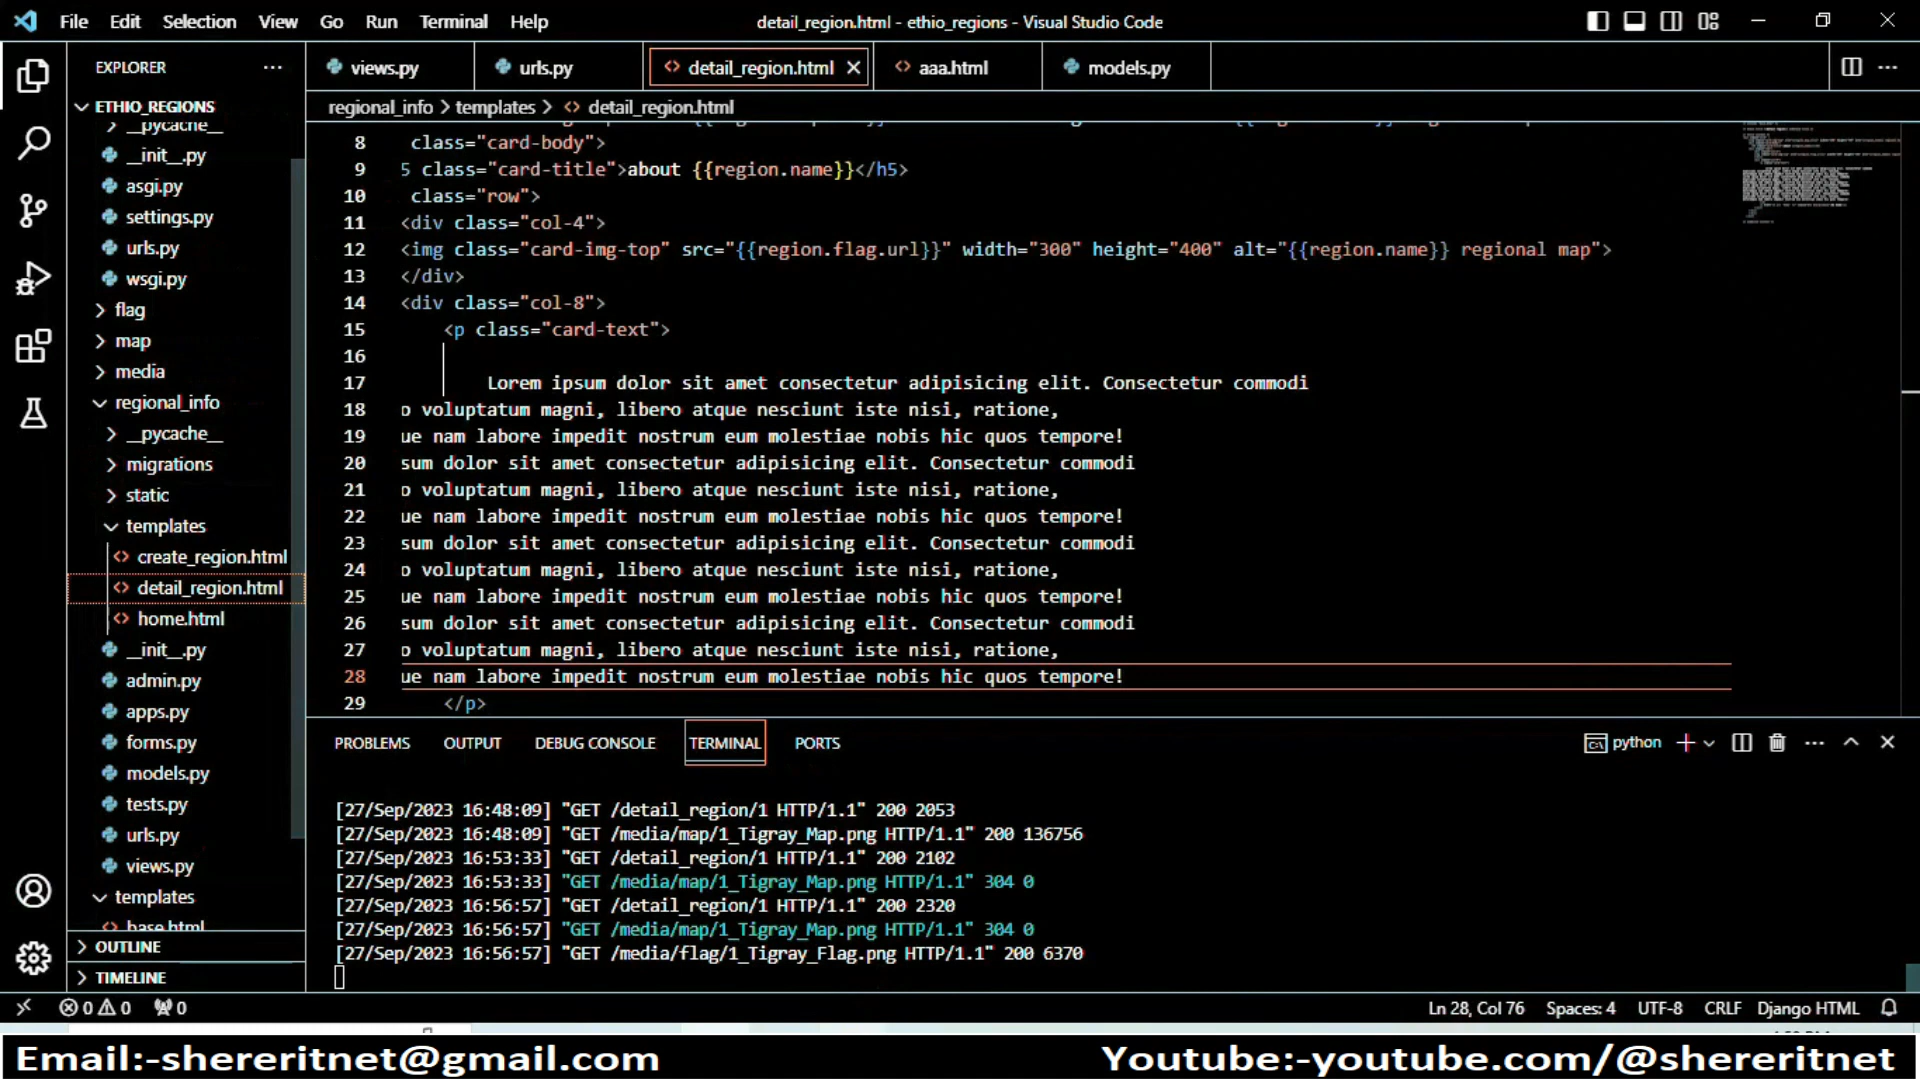 File Edit Selection View Go Run Terminal Help detail_region.html - ethio_regions - Visual Studio Code
EXPLORER
views.py urls.py detail_region.html aaa.html models.py
ETHIO_REGIONS
regional_info > templates > detail_region.html
__pycache__
__init__.py
asgi.py
settings.py
urls.py
wsgi.py
flag
map
media
regional_info
__pycache__
migrations
static
templates
create_region.html
detail_region.html
home.html
__init__.py
admin.py
apps.py
forms.py
models.py
tests.py
urls.py
views.py
templates
base.html
OUTLINE
TIMELINE
8 class="card-body">
9 5 class="card-title">about {{region.name}}</h5>
10 class="row">
11 <div class="col-4">
12 <img class="card-img-top" src="{{region.flag.url}}" width="300" height="400" alt="{{region.name}} regional map">
13 </div>
14 <div class="col-8">
15 <p class="card-text">
16
17 Lorem ipsum dolor sit amet consectetur adipisicing elit. Consectetur commodi
18 o voluptatum magni, libero atque nesciunt iste nisi, ratione,
19 ue nam labore impedit nostrum eum molestiae nobis hic quos tempore!
20 sum dolor sit amet consectetur adipisicing elit. Consectetur commodi
21 o voluptatum magni, libero atque nesciunt iste nisi, ratione,
22 ue nam labore impedit nostrum eum molestiae nobis hic quos tempore!
23 sum dolor sit amet consectetur adipisicing elit. Consectetur commodi
24 o voluptatum magni, libero atque nesciunt iste nisi, ratione,
25 ue nam labore impedit nostrum eum molestiae nobis hic quos tempore!
26 sum dolor sit amet consectetur adipisicing elit. Consectetur commodi
27 o voluptatum magni, libero atque nesciunt iste nisi, ratione,
28 ue nam labore impedit nostrum eum molestiae nobis hic quos tempore!
29 </p>
PROBLEMS OUTPUT DEBUG CONSOLE TERMINAL PORTS python
[27/Sep/2023 16:48:09] "GET /detail_region/1 HTTP/1.1" 200 2053
[27/Sep/2023 16:48:09] "GET /media/map/1_Tigray_Map.png HTTP/1.1" 200 136756
[27/Sep/2023 16:53:33] "GET /detail_region/1 HTTP/1.1" 200 2102
[27/Sep/2023 16:53:33] "GET /media/map/1_Tigray_Map.png HTTP/1.1" 304 0
[27/Sep/2023 16:56:57] "GET /detail_region/1 HTTP/1.1" 200 2320
[27/Sep/2023 16:56:57] "GET /media/map/1_Tigray_Map.png HTTP/1.1" 304 0
[27/Sep/2023 16:56:57] "GET /media/flag/1_Tigray_Flag.png HTTP/1.1" 200 6370
0 0 0 Ln 28, Col 76 Spaces: 4 UTF-8 CRLF Django HTML
Email:-shereritnet@gmail.com Youtube:-youtube.com/@shereritnet